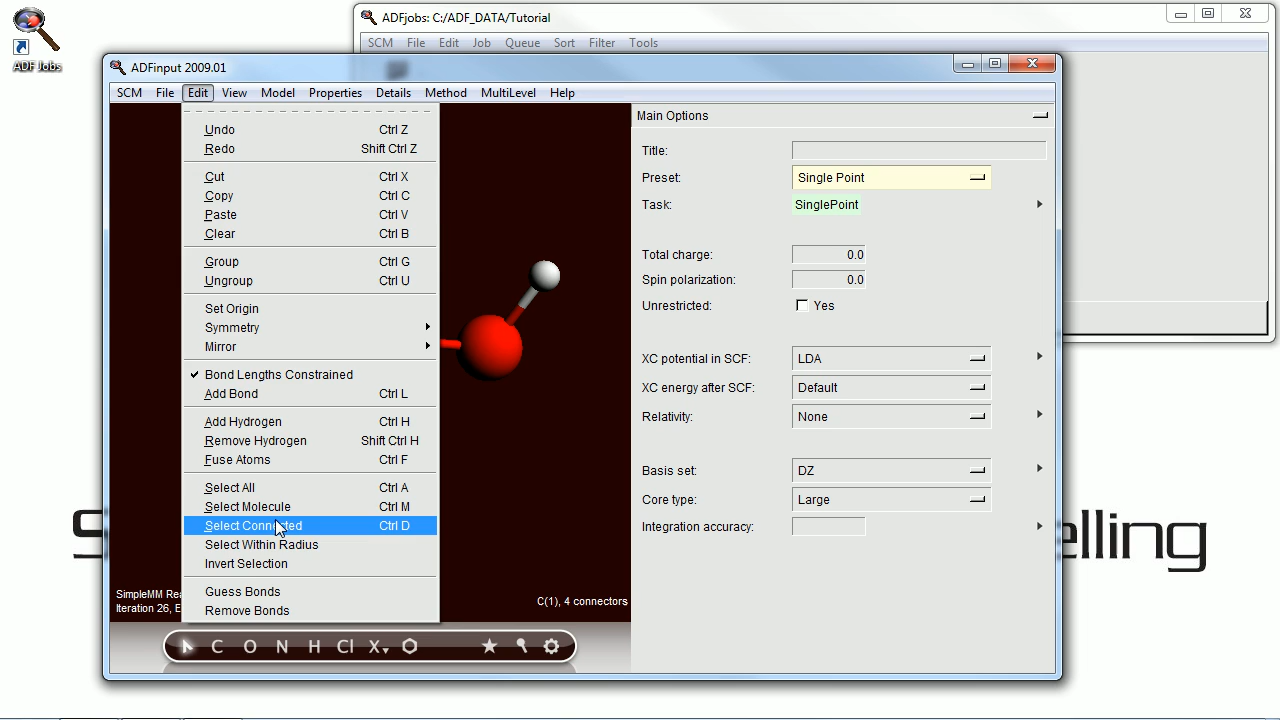 ADFjobs: C:/ADF_DATA/Tutorial
SCM File Edit Job Queue Sort Filter Tools
ADF Jobs
ADFinput 2009.01
SCM File Edit View Model Properties Details Method MultiLevel Help
Undo Ctrl Z
Redo Shift Ctrl Z
Cut Ctrl X
Copy Ctrl C
Paste Ctrl V
Clear Ctrl B
Group Ctrl G
Ungroup Ctrl U
Set Origin
Symmetry
Mirror
Bond Lengths Constrained
Add Bond Ctrl L
Add Hydrogen Ctrl H
Remove Hydrogen Shift Ctrl H
Fuse Atoms Ctrl F
Select All Ctrl A
Select Molecule Ctrl M
Select Connected Ctrl D
Select Within Radius
Invert Selection
Guess Bonds
Remove Bonds
SimpleMM Rea
Iteration 26, E
C(1), 4 connectors
C O N H Cl X
Main Options
Title:
Preset: Single Point
Task: SinglePoint
Total charge: 0.0
Spin polarization: 0.0
Unrestricted: Yes
XC potential in SCF: LDA
XC energy after SCF: Default
Relativity: None
Basis set: DZ
Core type: Large
Integration accuracy:
elling